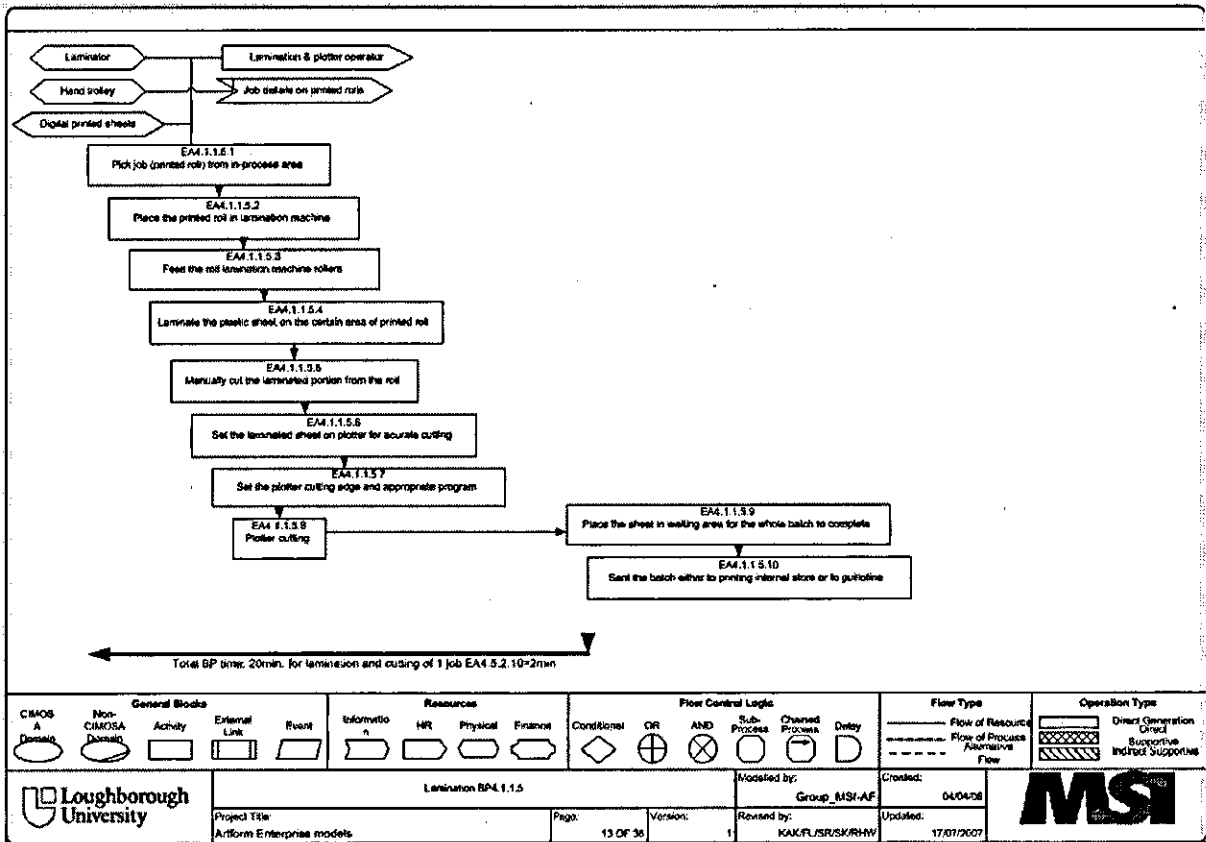 Laminator
Lamination & plotter operator
Hand trolley
Job details on printed rolls
Digital printed sheets
EA4.1.1.5.1
Pick job (printed roll) from in-process area
EA4.1.1.5.2
Place the printed roll in lamination machine
EA4.1.1.5.3
Feed the roll lamination machine rollers
EA4.1.1.5.4
Laminate the plastic sheet on the certain area of printed roll
EA4.1.1.5.5
Manually cut the laminated portion from the roll
EA4.1.1.5.6
Set the laminated sheet on plotter for acurate cutting
EA4.1.1.5.7
Set the plotter cutting edge and appropriate program
EA4.1.1.5.8
Plotter cutting
EA4.1.1.5.9
Place the sheet in waiting area for the whole batch to complete
EA4.1.1.5.10
Sent the batch either to printing internal store or to guillotine
Total BP time: 20min. for lamination and cutting of 1 job EA4.5.2.10=2min
General Blocks
CIMOS
A
Domain
Non-
CIMOSA
Domain
Activity
External
Link
Event
Resources
Informatio
n
HR
Physical
Finance
Flow Control Logic
Conditional
OR
AND
Sub-
Process
Chained
Process
Delay
Flow Type
Flow of Resource
Flow of Process
Alternative
Flow
Operation Type
Direct Generation
Direct
Supportive
Indirect Supportive
Loughborough
University
Lamination BP4.1.1.5
Modelled by:
Group_MSI-AF
Created:
04/04/06
Project Title:
Artform Enterprise models
Page:
13 OF 36
Version:
1
Revised by:
KAK/FL/SR/SK/RHW
Updated:
17/07/2007
MSI